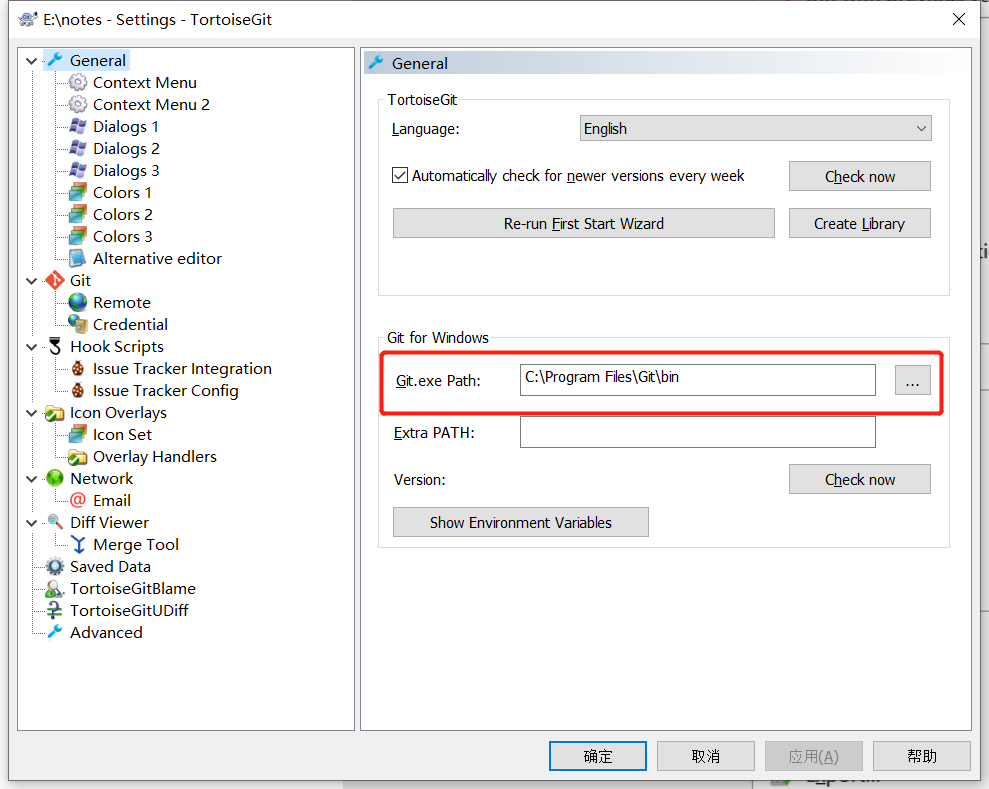 E:\notes - Settings - TortoiseGit
General
Context Menu
Context Menu 2
Dialogs 1
Dialogs 2
Dialogs 3
Colors 1
Colors 2
Colors 3
Alternative editor
Git
Remote
Credential
Hook Scripts
Issue Tracker Integration
Issue Tracker Config
Icon Overlays
Icon Set
Overlay Handlers
Network
Email
Diff Viewer
Merge Tool
Saved Data
TortoiseGitBlame
TortoiseGitUDiff
Advanced
General
TortoiseGit
Language: English
Automatically check for newer versions every week Check now
Re-run First Start Wizard Create Library
Git for Windows
Git.exe Path: C:\Program Files\Git\bin ...
Extra PATH:
Version: Check now
Show Environment Variables
确定 取消 应用(A) 帮助